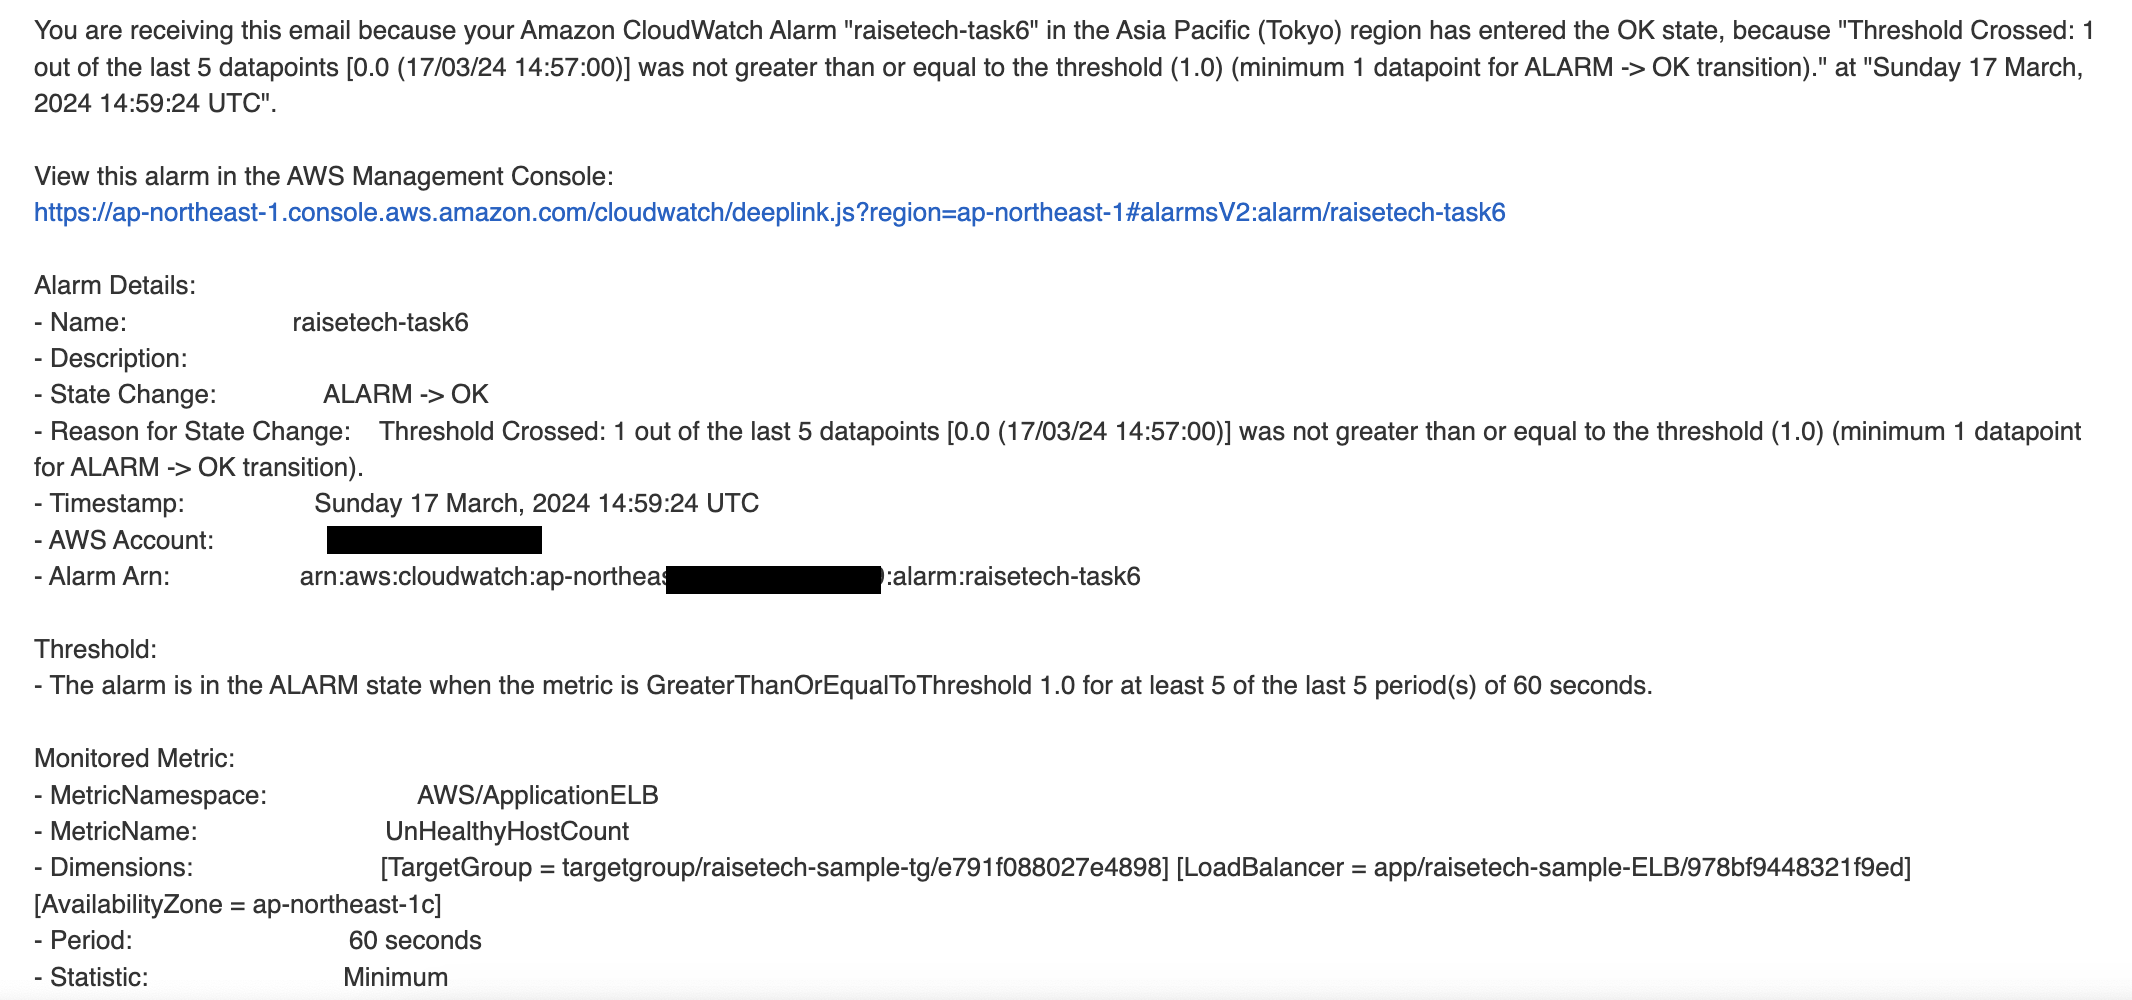 You are receiving this email because your Amazon CloudWatch Alarm "raisetech-task6" in the Asia Pacific (Tokyo) region has entered the OK state, because "Threshold Crossed: 1
out of the last 5 datapoints [0.0 (17/03/24 14:57:00)] was not greater than or equal to the threshold (1.0) (minimum 1 datapoint for ALARM -> OK transition)." at "Sunday 17 March,
2024 14:59:24 UTC".
View this alarm in the AWS Management Console:
https://ap-northeast-1.console.aws.amazon.com/cloudwatch/deeplink.js?region=ap-northeast-1#alarmsV2:alarm/raisetech-task6
Alarm Details:
- Name: raisetech-task6
- Description:
- State Change: ALARM -> OK
- Reason for State Change: Threshold Crossed: 1 out of the last 5 datapoints [0.0 (17/03/24 14:57:00)] was not greater than or equal to the threshold (1.0) (minimum 1 datapoint
for ALARM -> OK transition).
- Timestamp: Sunday 17 March, 2024 14:59:24 UTC
- AWS Account:
- Alarm Arn: arn:aws:cloudwatch:ap-northeas :alarm:raisetech-task6
Threshold:
- The alarm is in the ALARM state when the metric is GreaterThanOrEqualToThreshold 1.0 for at least 5 of the last 5 period(s) of 60 seconds.
Monitored Metric:
- MetricNamespace: AWS/ApplicationELB
- MetricName: UnHealthyHostCount
- Dimensions: [TargetGroup = targetgroup/raisetech-sample-tg/e791f088027e4898] [LoadBalancer = app/raisetech-sample-ELB/978bf9448321f9ed]
[AvailabilityZone = ap-northeast-1c]
- Period: 60 seconds
- Statistic: Minimum